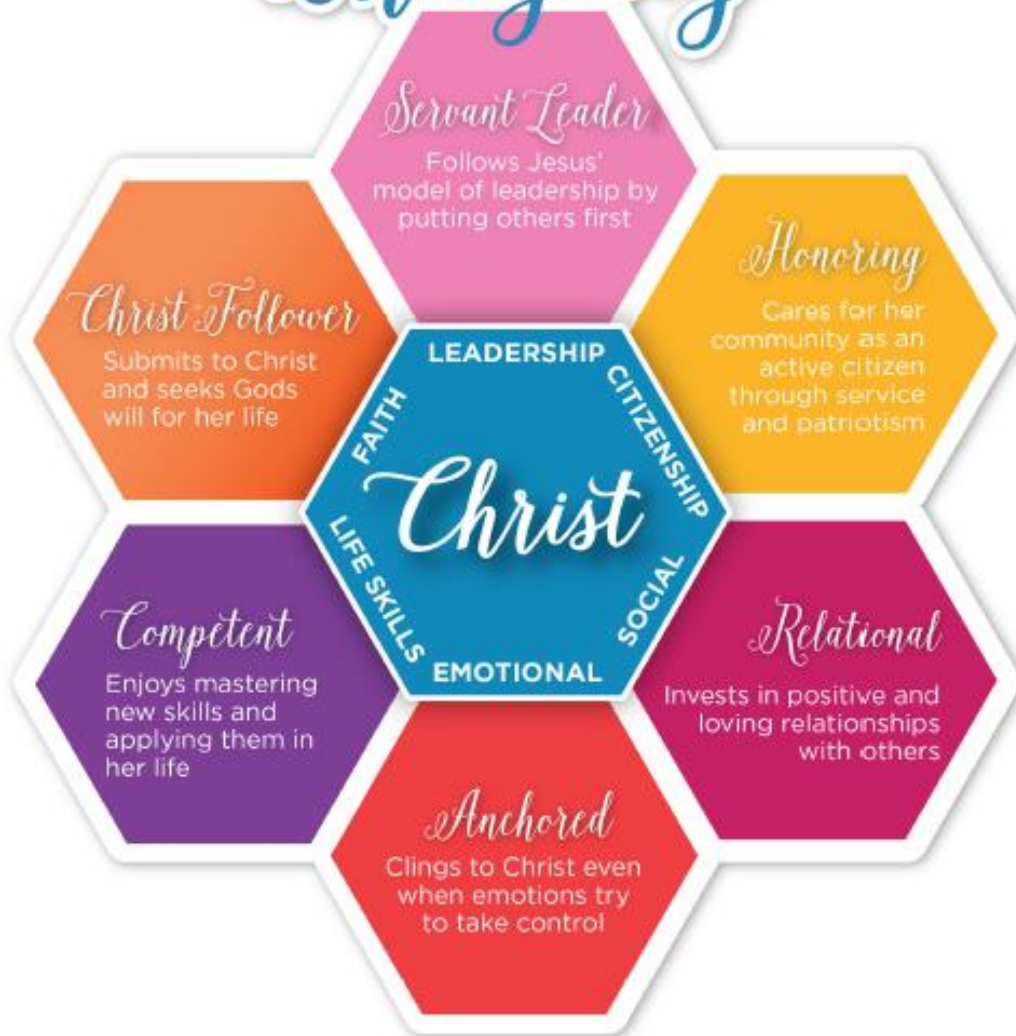 Servant Leader
Follows Jesus'
model of leadership by
putting others first
Honoring
Cares for her
community as an
active citizen
through service
and patriotism
Christ Follower
Submits to Christ
and seeks Gods
will for her life
LEADERSHIP
CITIZENSHIP
FAITH
Christ
LIFE SKILLS
SOCIAL
EMOTIONAL
Competent
Enjoys mastering
new skills and
applying them in
her life
Relational
Invests in positive and
loving relationships
with others
Anchored
Clings to Christ even
when emotions try
to take control